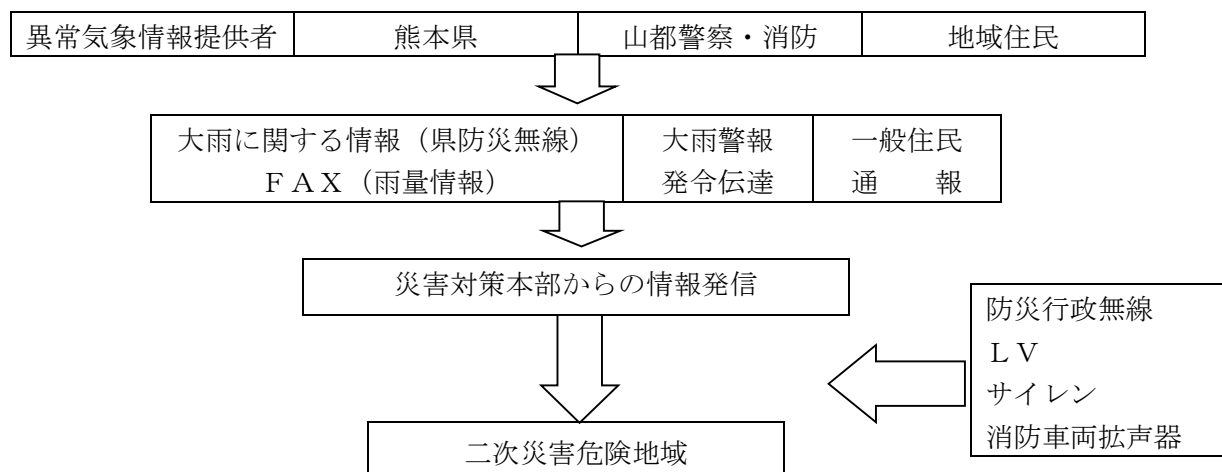 異常気象情報提供者 熊本県 山都警察・消防 地域住民
大雨に関する情報（県防災無線） 大雨警報 一般住民
ＦＡＸ（雨量情報） 発令伝達 通　　報
災害対策本部からの情報発信
防災行政無線
ＬＶ
サイレン
消防車両拡声器
二次災害危険地域